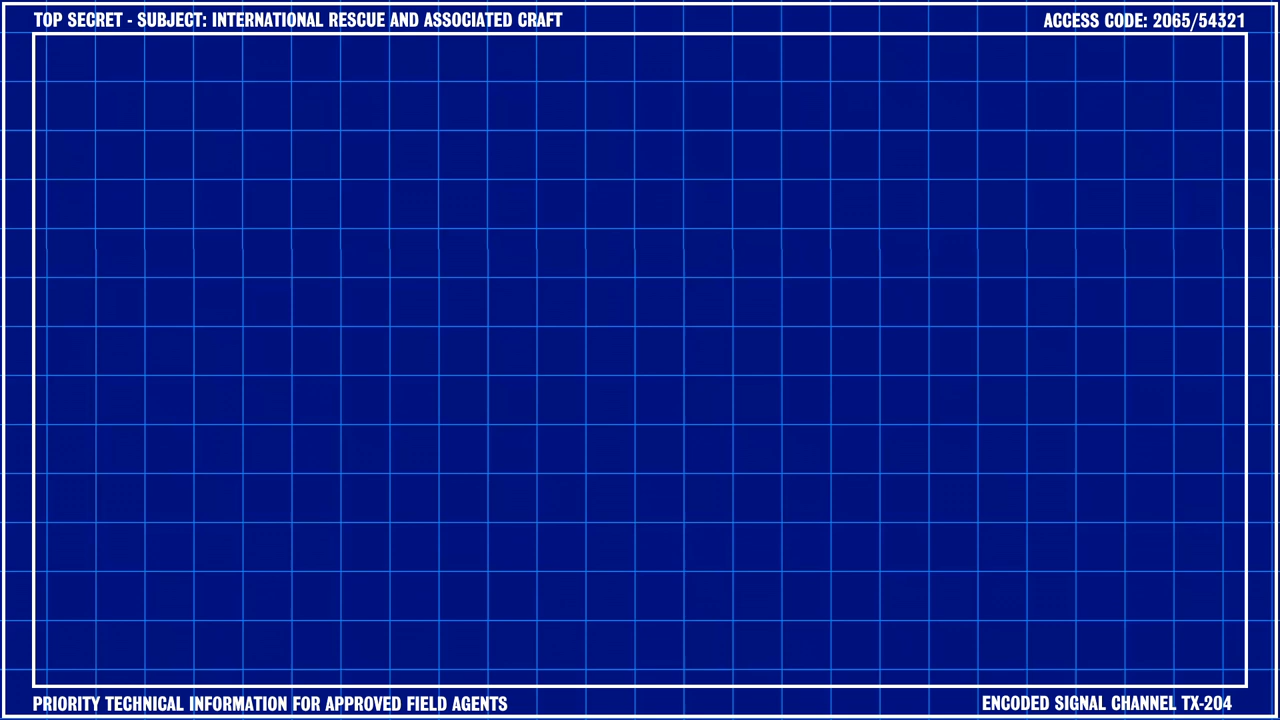 TOP SECRET - SUBJECT: INTERNATIONAL RESCUE AND ASSOCIATED CRAFT
ACCESS CODE: 2065/54321
PRIORITY TECHNICAL INFORMATION FOR APPROVED FIELD AGENTS
ENCODED SIGNAL CHANNEL TX-204